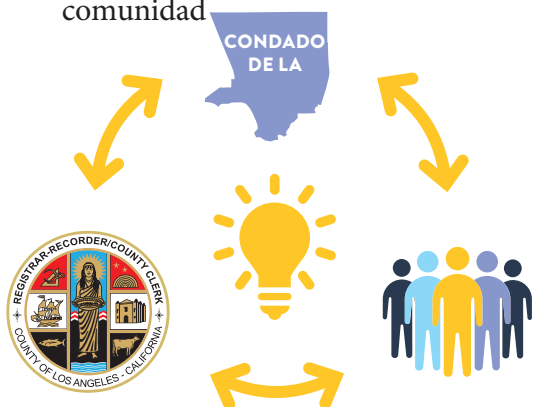 comunidad
CONDADO
DE LA
REGISTRAR-RECORDER/COUNTY CLERK
COUNTY OF LOS ANGELES - CALIFORNIA